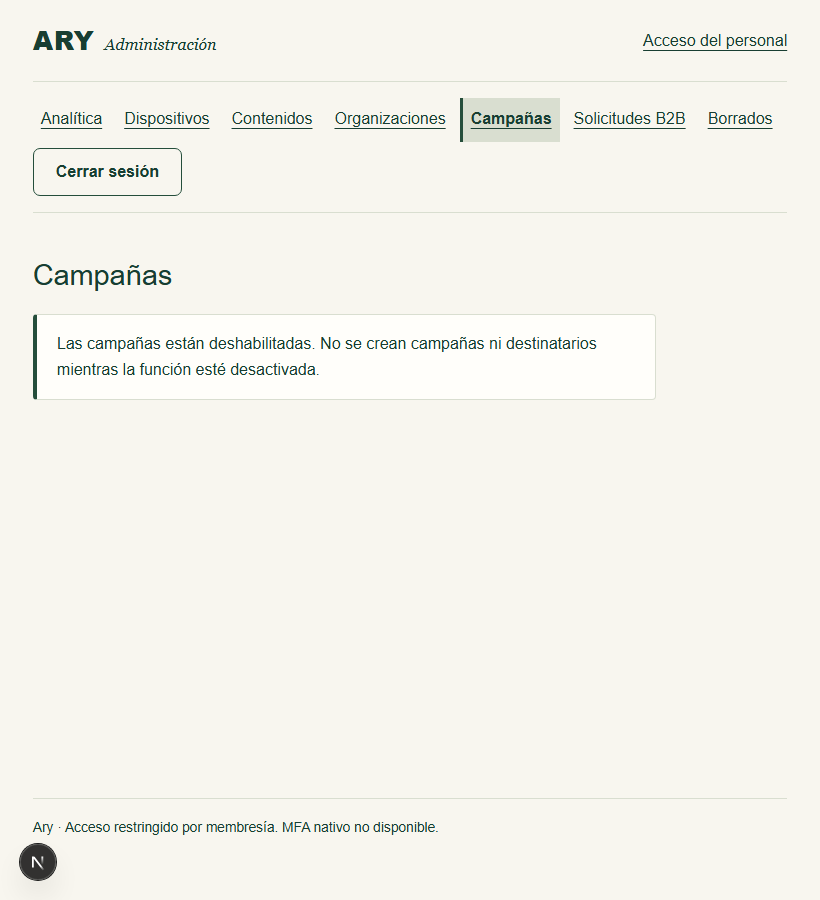 ARY Administración
Acceso del personal
Analítica Dispositivos Contenidos Organizaciones Campañas Solicitudes B2B Borrados
Cerrar sesión
Campañas
Las campañas están deshabilitadas. No se crean campañas ni destinatarios
mientras la función esté desactivada.
Ary · Acceso restringido por membresía. MFA nativo no disponible.
N